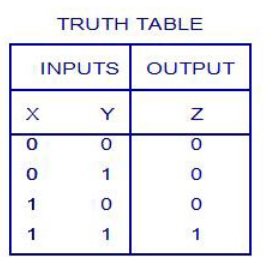 TRUTH TABLE
INPUTS OUTPUT
X Y Z
0 0 0
0 1 0
1 0 0
1 1 1